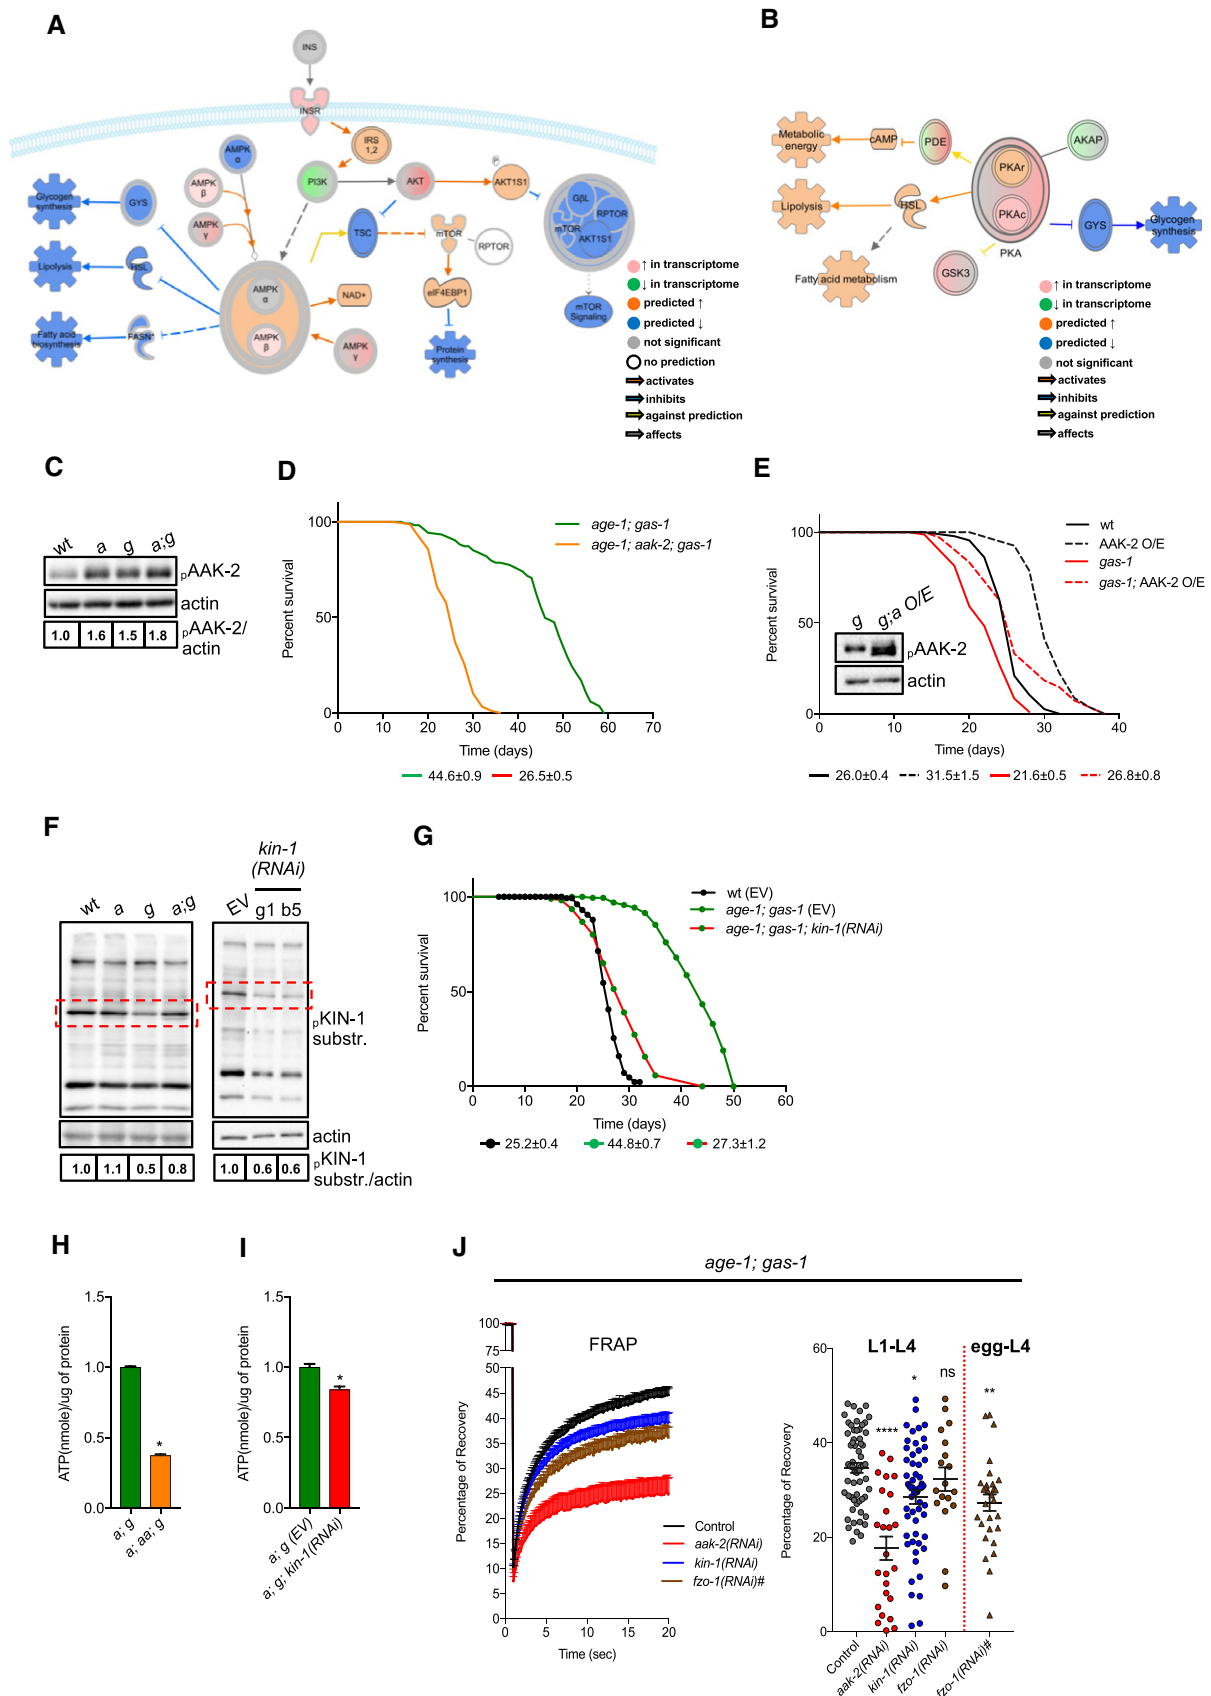 A
INS
INSR
IRS
1,2
PI3K
AKT
P
AKT1S1
GβL
RPTOR
mTOR
AKT1S1
mTOR
Signaling
TSC
mTOR
RPTOR
eIF4EBP1
Protein
synthesis
AMPK
α
AMPK
β
AMPK
γ
Glycogen
synthesis
GYS
Lipolysis
HSL
Fatty acid
biosynthesis
FASN
AMPK
α
AMPK
β
NAD+
AMPK
γ
↑ in transcriptome
↓ in transcriptome
predicted ↑
predicted ↓
not significant
no prediction
activates
inhibits
against prediction
affects
B
Metabolic
energy
cAMP
PDE
PKAr
PKAc
PKA
AKAP
Lipolysis
HSL
Fatty acid metabolism
GSK3
GYS
Glycogen
synthesis
↑ in transcriptome
↓ in transcriptome
predicted ↑
predicted ↓
not significant
activates
inhibits
against prediction
affects
C
wt a g a;g
pAAK-2
actin
1.0 1.6 1.5 1.8
pAAK-2/
actin
D
Percent survival
100
50
0
0 10 20 30 40 50 60 70
Time (days)
age-1; gas-1
age-1; aak-2; gas-1
44.6±0.9 26.5±0.5
E
Percent survival
100
50
0
0 10 20 30 40
Time (days)
wt
AAK-2 O/E
gas-1
gas-1; AAK-2 O/E
g g;a O/E
pAAK-2
actin
26.0±0.4 31.5±1.5 21.6±0.5 26.8±0.8
F
kin-1
(RNAi)
wt a g a;g
EV g1 b5
pKIN-1
substr.
actin
1.0 1.1 0.5 0.8
1.0 0.6 0.6
pKIN-1
substr./actin
G
Percent survival
100
50
0
0 10 20 30 40 50 60
Time (days)
wt (EV)
age-1; gas-1 (EV)
age-1; gas-1; kin-1(RNAi)
25.2±0.4 44.8±0.7 27.3±1.2
H
ATP(nmole)/ug of protein
1.5
1.0
0.5
0.0
*
a; g
a; aa; g
I
ATP(nmole)/ug of protein
1.5
1.0
0.5
0.0
*
a; g (EV)
a; g; kin-1(RNAi)
J
age-1; gas-1
FRAP
Percentage of Recovery
100
75
50
45
40
35
30
25
20
15
10
5
0
0 5 10 15 20
Time (sec)
Control
aak-2(RNAi)
kin-1(RNAi)
fzo-1(RNAi)#
L1-L4
egg-L4
Percentage of Recovery
60
40
20
0
**** * ns **
Control
aak-2(RNAi)
kin-1(RNAi)
fzo-1(RNAi)
fzo-1(RNAi)#